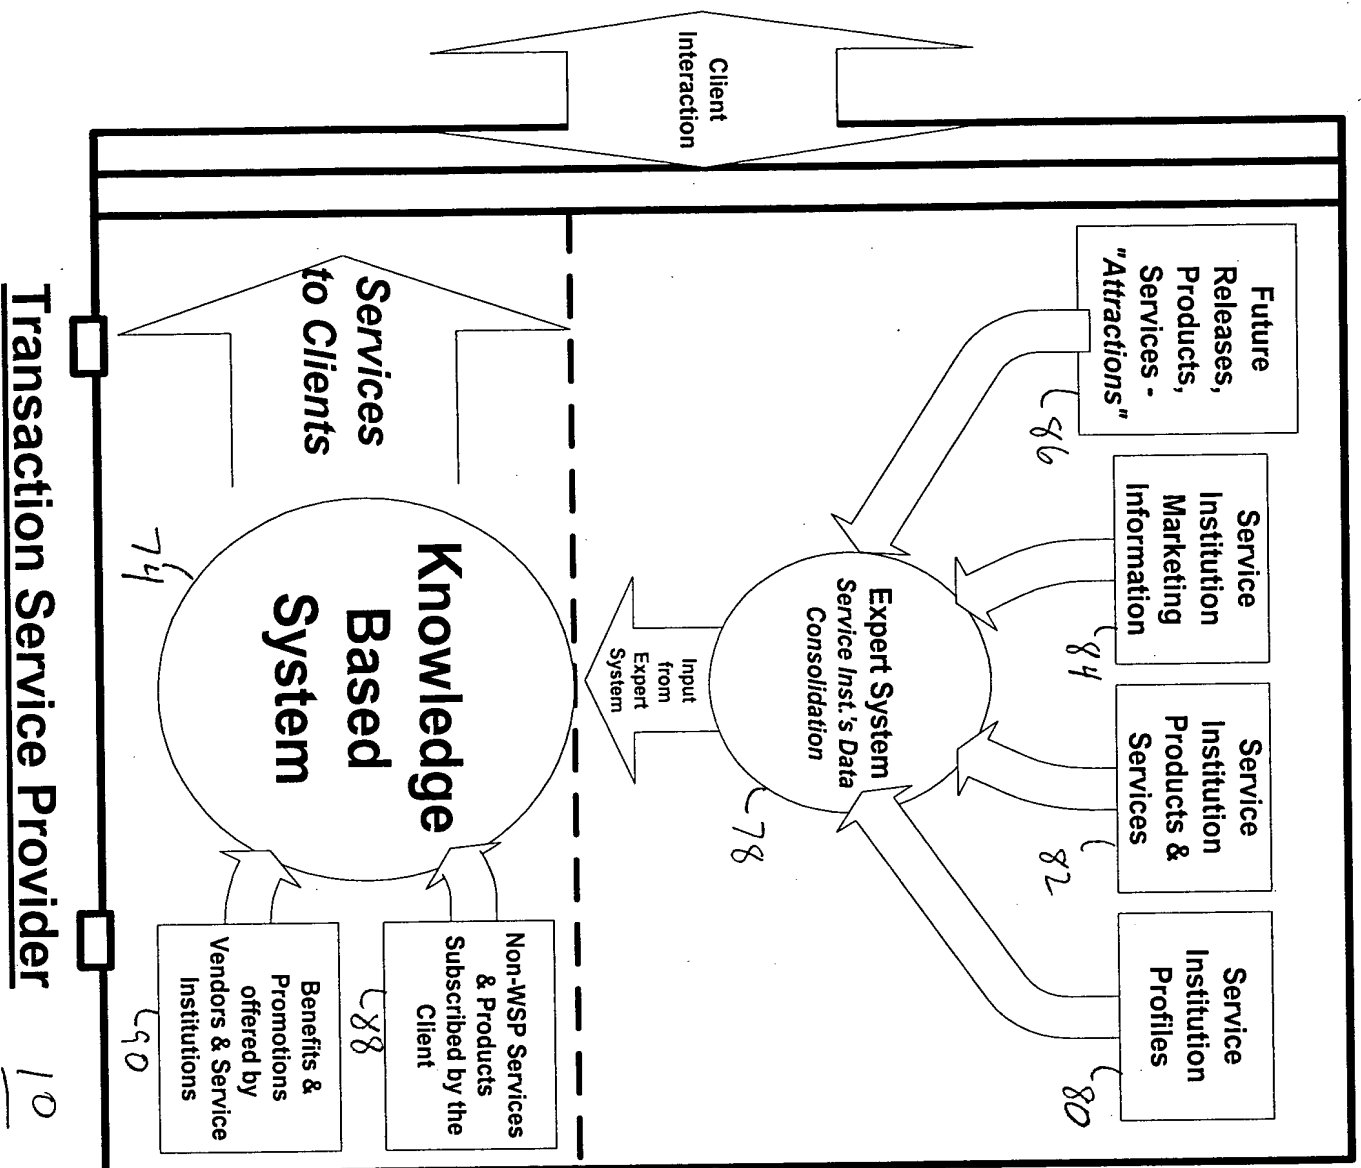 Client
Interaction
Future
Releases,
Products,
Services -
"Attractions"
86
Service
Institution
Marketing
Information
84
Service
Institution
Products &
Services
82
Service
Institution
Profiles
80
Expert System
Service Inst.'s Data
Consolidation
78
Input
from
Expert
System
Services
to Clients
Knowledge
Based
System
74
Non-WSP Services
& Products
Subscribed by the
Client
88
Benefits &
Promotions
offered by
Vendors & Service
Institutions
90
Transaction Service Provider
10